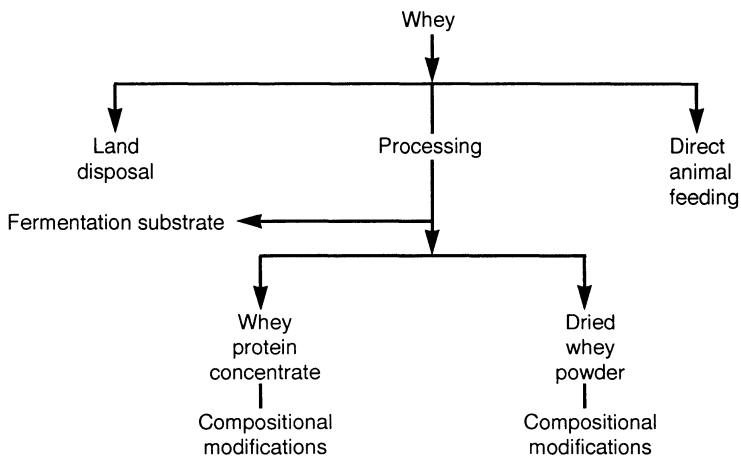 Whey
Land
disposal
Processing
Direct
animal
feeding
Fermentation substrate
Whey
protein
concentrate
Dried
whey
powder
Compositional
modifications
Compositional
modifications